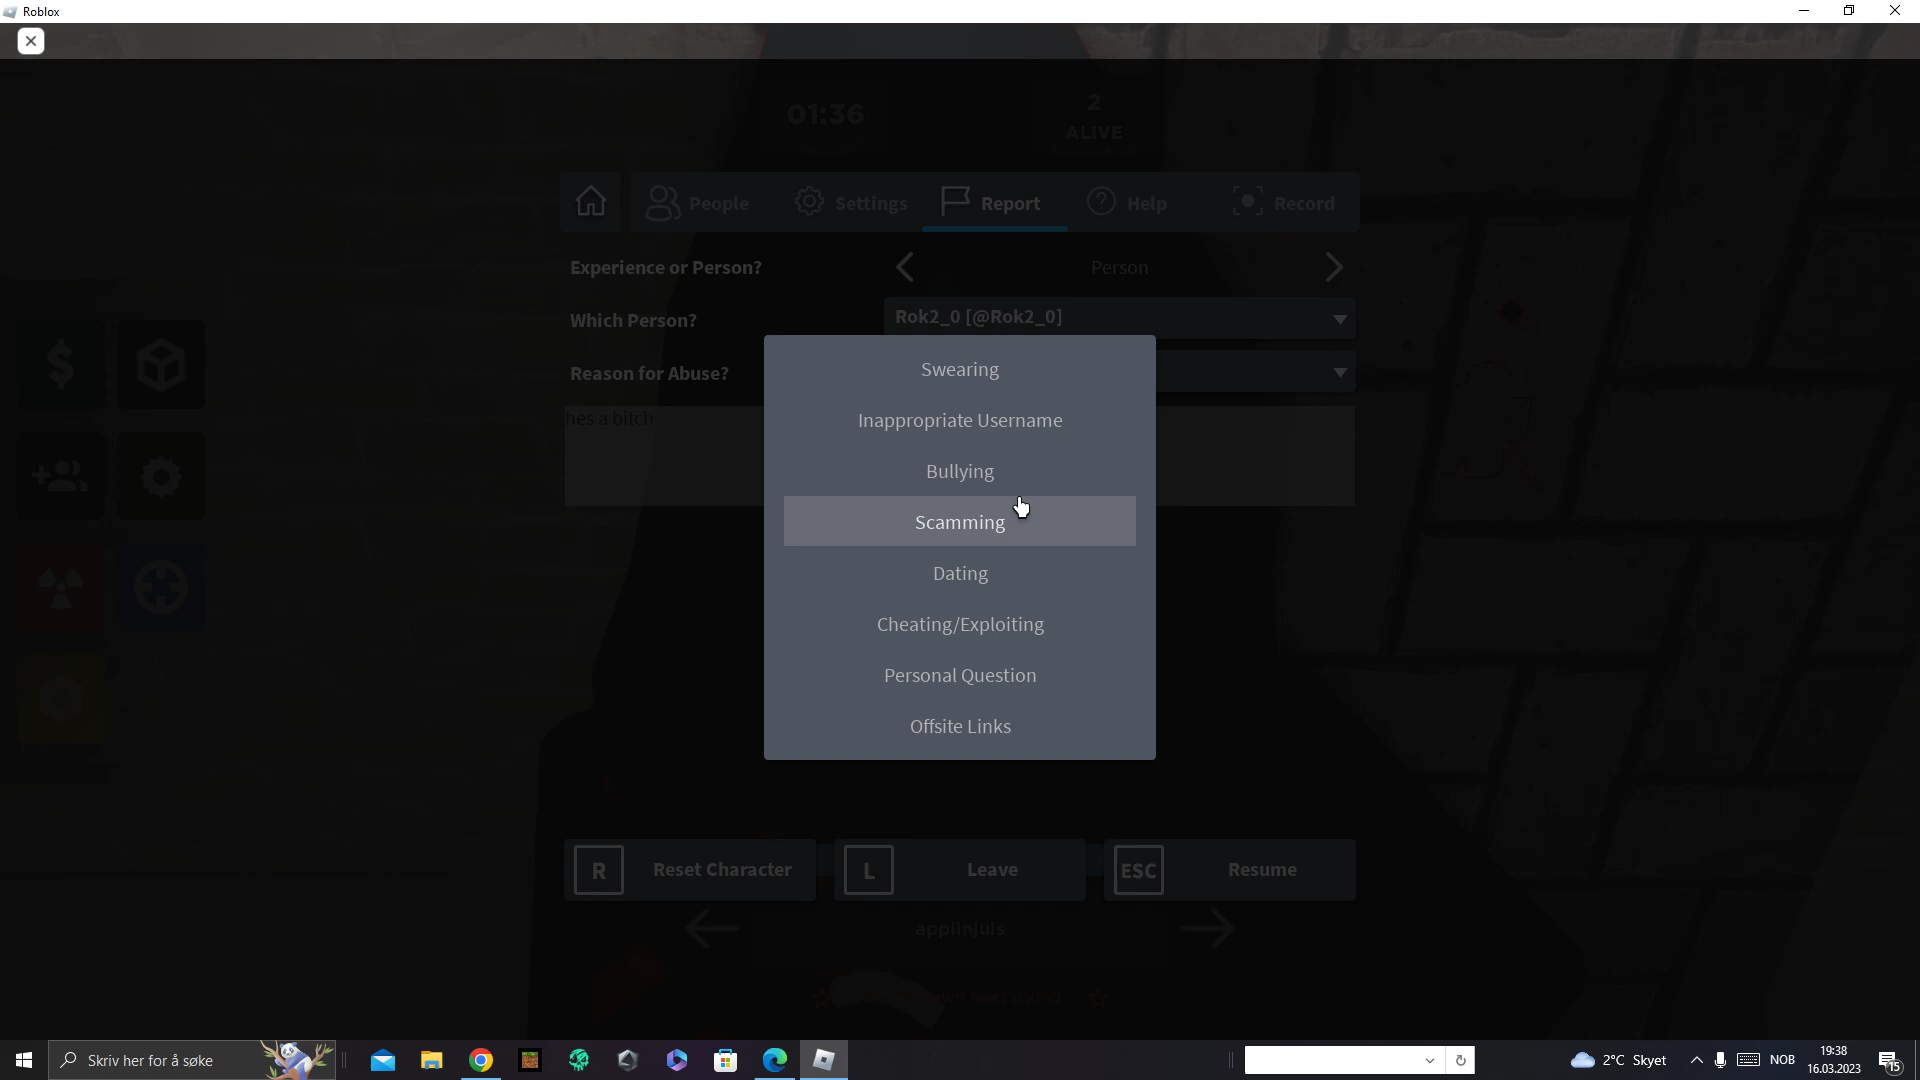 Roblox
01:36
2
ALIVE
People
Settings
Report
Help
Record
Experience or Person?
Person
Which Person?
Rok2_0 [@Rok2_0]
Reason for Abuse?
hes a bitch
Swearing
Inappropriate Username
Bullying
Scamming
Dating
Cheating/Exploiting
Personal Question
Offsite Links
R
Reset Character
L
Leave
ESC
Resume
next round
Skriv her for å søke
2°C Skyet
NOB
19:38
16.03.2023
15